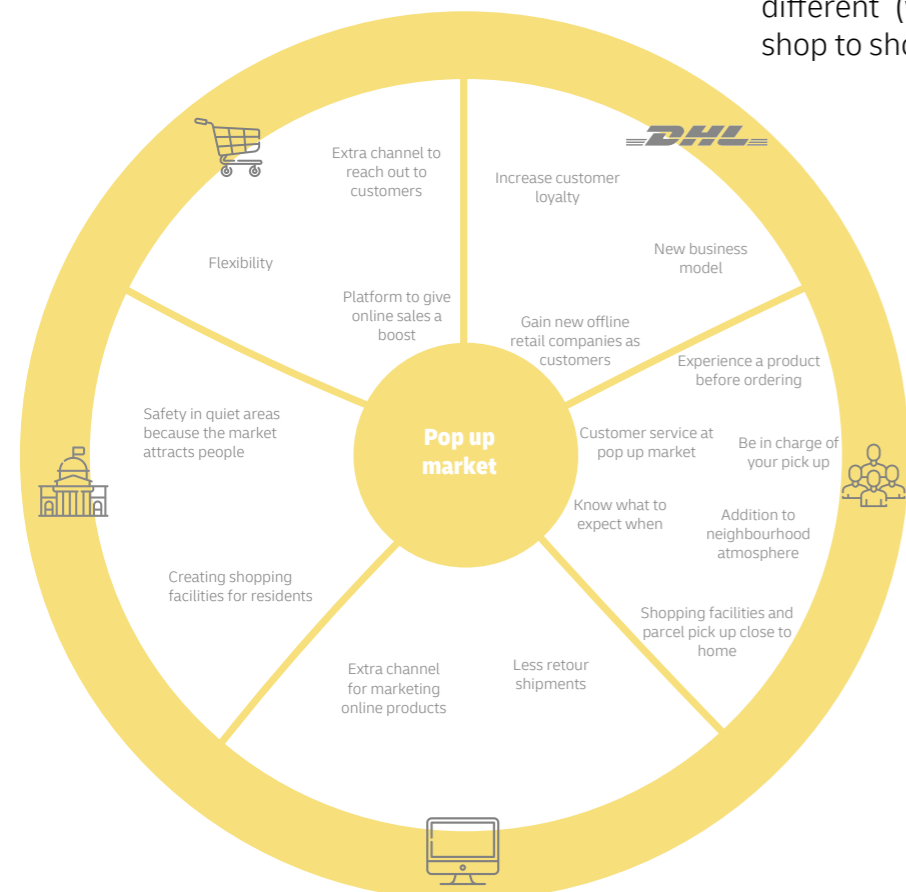 different (
shop to sho
DHL
Extra channel to
reach out to
customers
Flexibility
Platform to give
online sales a
boost
Increase customer
loyalty
New business
model
Gain new offline
retail companies as
customers
Experience a product
before ordering
Customer service at
pop up market
Be in charge of
your pick up
Know what to
expect when
Addition to
neighbourhood
atmosphere
Shopping facilities and
parcel pick up close to
home
Pop up
market
Safety in quiet areas
because the market
attracts people
Creating shopping
facilities for residents
Extra channel
for marketing
online products
Less retour
shipments